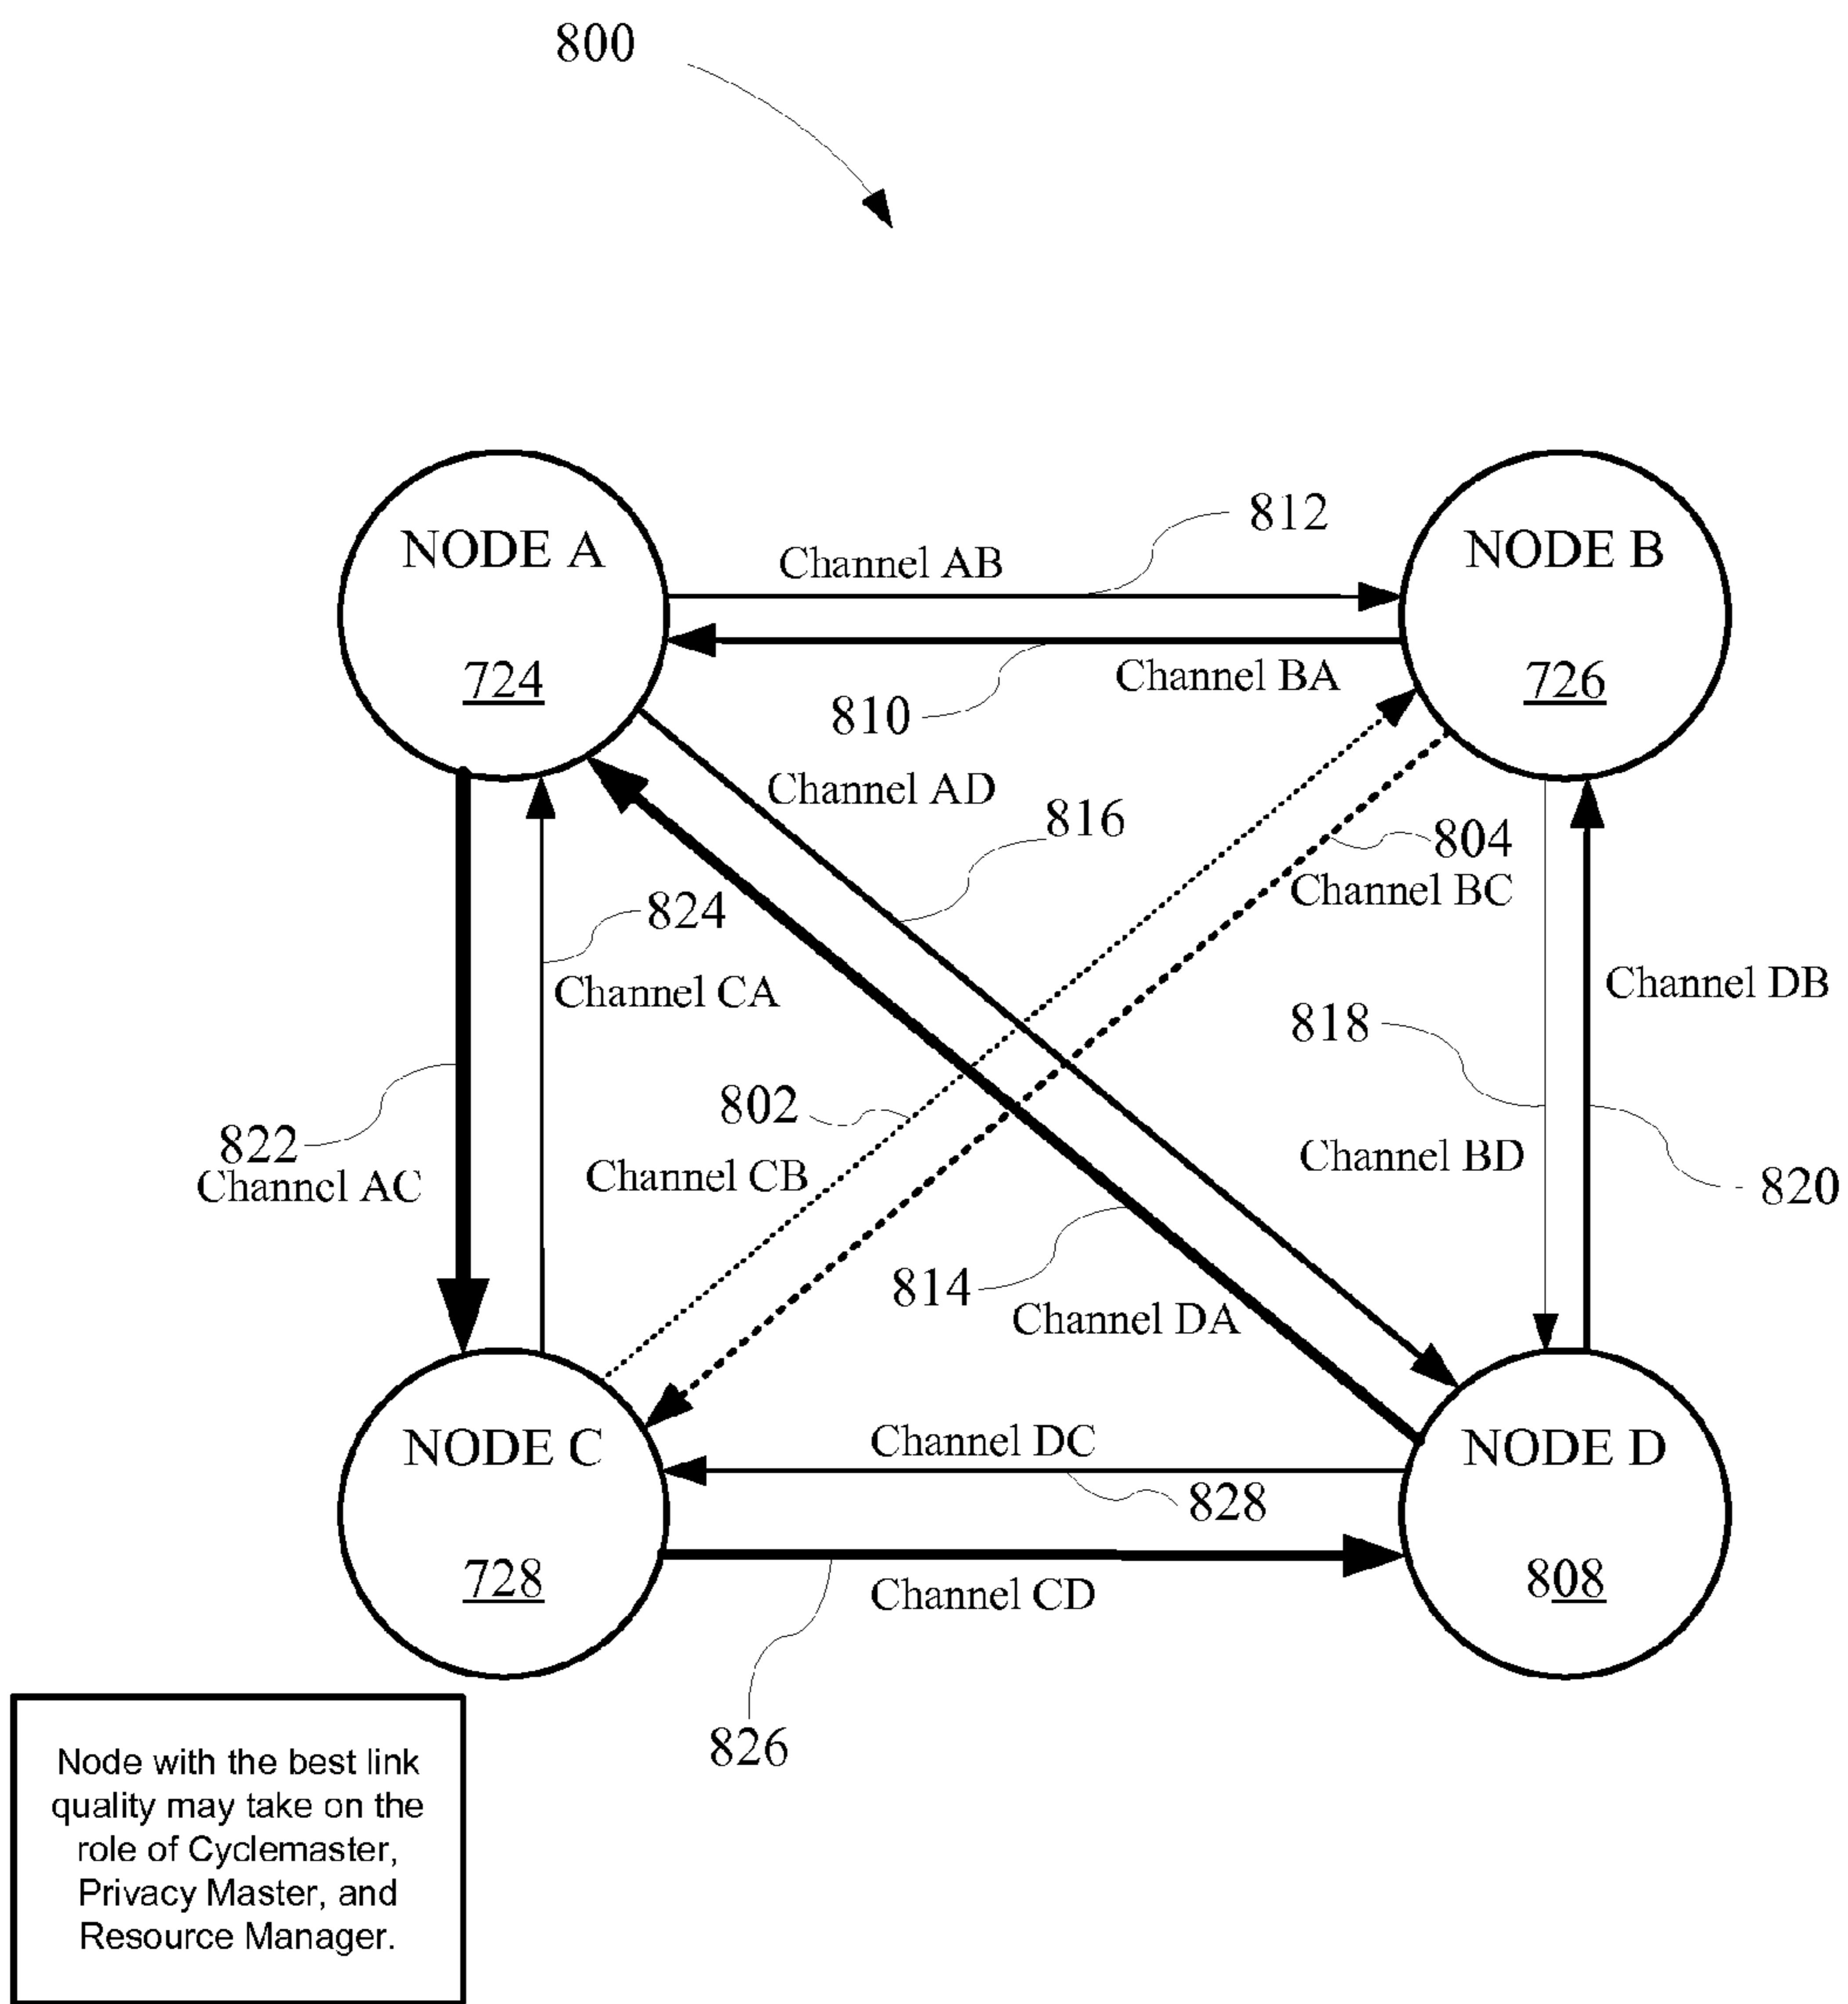 800
812
NODE A
Channel AB
NODE B
724
Channel BA
726
810
Channel AD
816
804
Channel BC
824
Channel CA
Channel DB
818
802
822
Channel AC
Channel CB
Channel BD
820
814
Channel DA
NODE C
Channel DC
NODE D
828
728
Channel CD
808
826
Node with the best link
quality may take on the
role of Cyclemaster,
Privacy Master, and
Resource Manager.